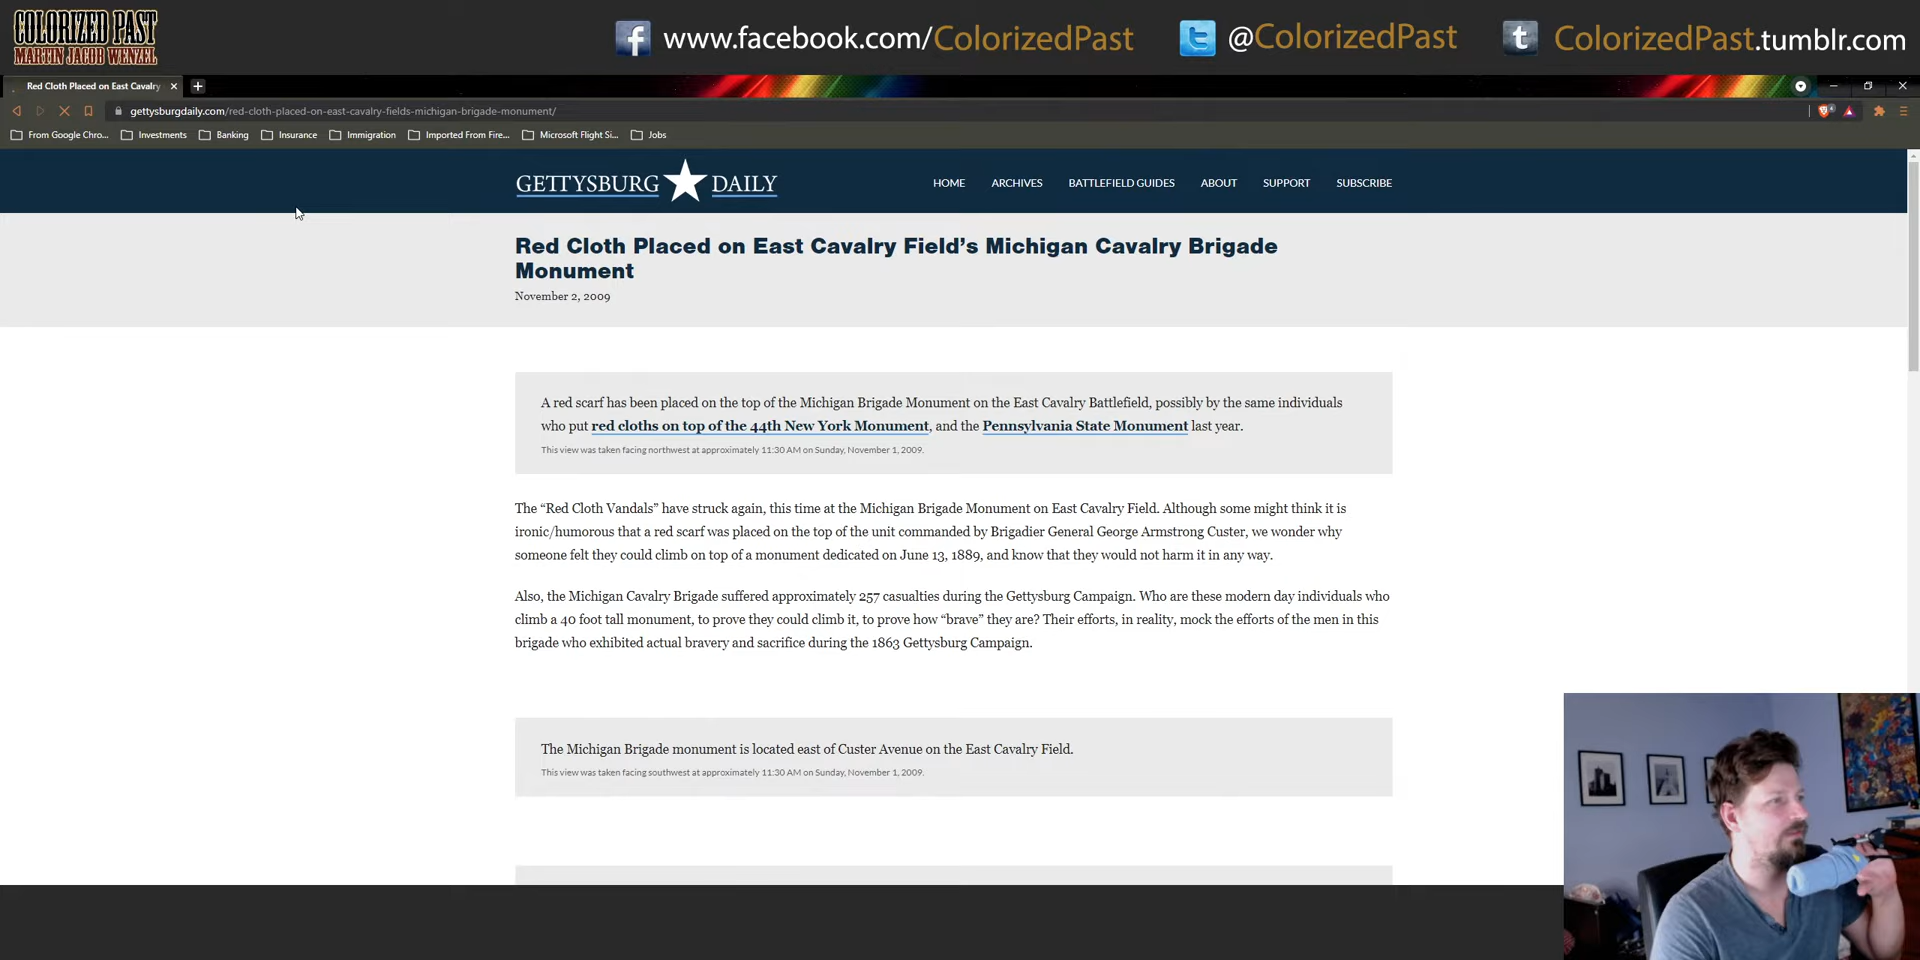 COLORIZED PAST
MARTIN JACOB WENZEL
www.facebook.com/ColorizedPast
@ColorizedPast
ColorizedPast.tumblr.com
Red Cloth Placed on East Cavalry
gettysburgdaily.com/red-cloth-placed-on-east-cavalry-fields-michigan-brigade-monument/
From Google Chro...
Investments
Banking
Insurance
Immigration
Imported From Fire...
Microsoft Flight Si...
Jobs
GETTYSBURG DAILY
HOME
ARCHIVES
BATTLEFIELD GUIDES
ABOUT
SUPPORT
SUBSCRIBE
Red Cloth Placed on East Cavalry Field’s Michigan Cavalry Brigade
Monument
November 2, 2009
A red scarf has been placed on the top of the Michigan Brigade Monument on the East Cavalry Battlefield, possibly by the same individuals
who put red cloths on top of the 44th New York Monument, and the Pennsylvania State Monument last year.
This view was taken facing northwest at approximately 11:30 AM on Sunday, November 1, 2009.
The “Red Cloth Vandals” have struck again, this time at the Michigan Brigade Monument on East Cavalry Field. Although some might think it is
ironic/humorous that a red scarf was placed on the top of the unit commanded by Brigadier General George Armstrong Custer, we wonder why
someone felt they could climb on top of a monument dedicated on June 13, 1889, and know that they would not harm it in any way.
Also, the Michigan Cavalry Brigade suffered approximately 257 casualties during the Gettysburg Campaign. Who are these modern day individuals who
climb a 40 foot tall monument, to prove they could climb it, to prove how “brave” they are? Their efforts, in reality, mock the efforts of the men in this
brigade who exhibited actual bravery and sacrifice during the 1863 Gettysburg Campaign.
The Michigan Brigade monument is located east of Custer Avenue on the East Cavalry Field.
This view was taken facing southwest at approximately 11:30 AM on Sunday, November 1, 2009.